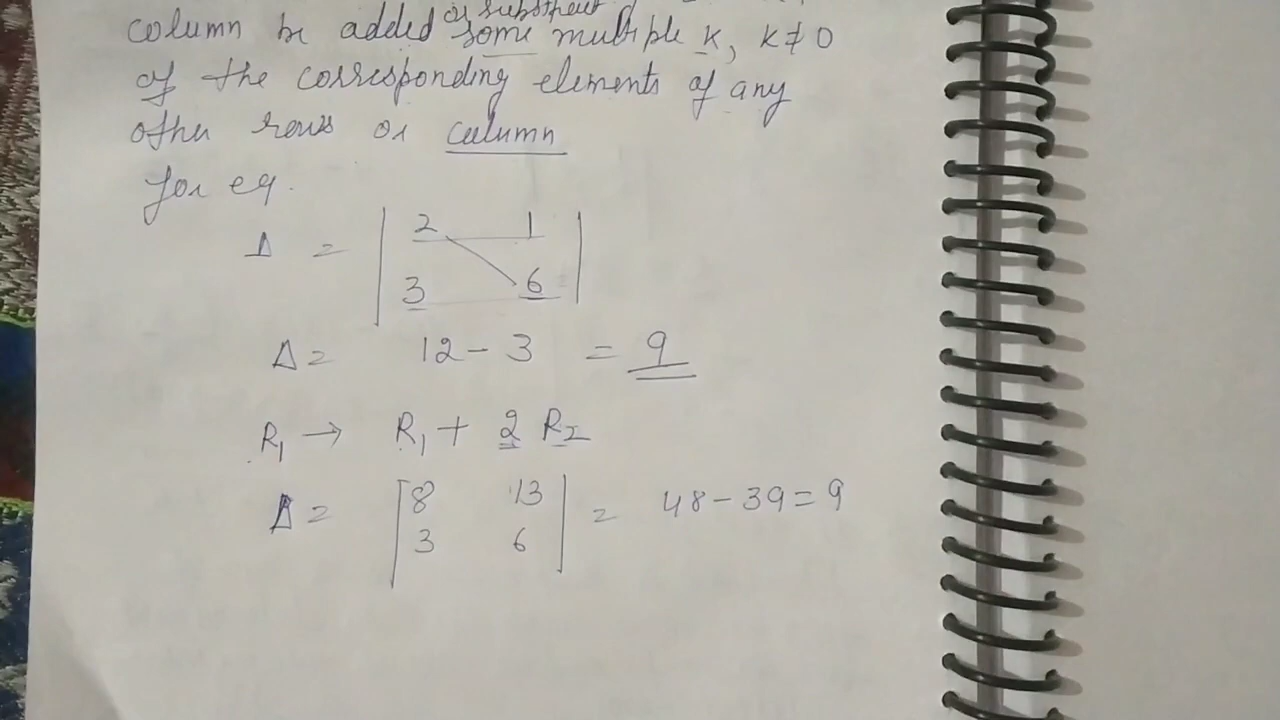 or substract
column be added some multiple k, k≠0
of the corresponding elements of any
other rows or column
for eg.
Δ = | 2 1 |
| 3 6 |
Δ = 12 - 3 = 9
R₁ → R₁ + 2 R₂
Δ = | 8 13 | = 48 - 39 = 9
| 3 6 |